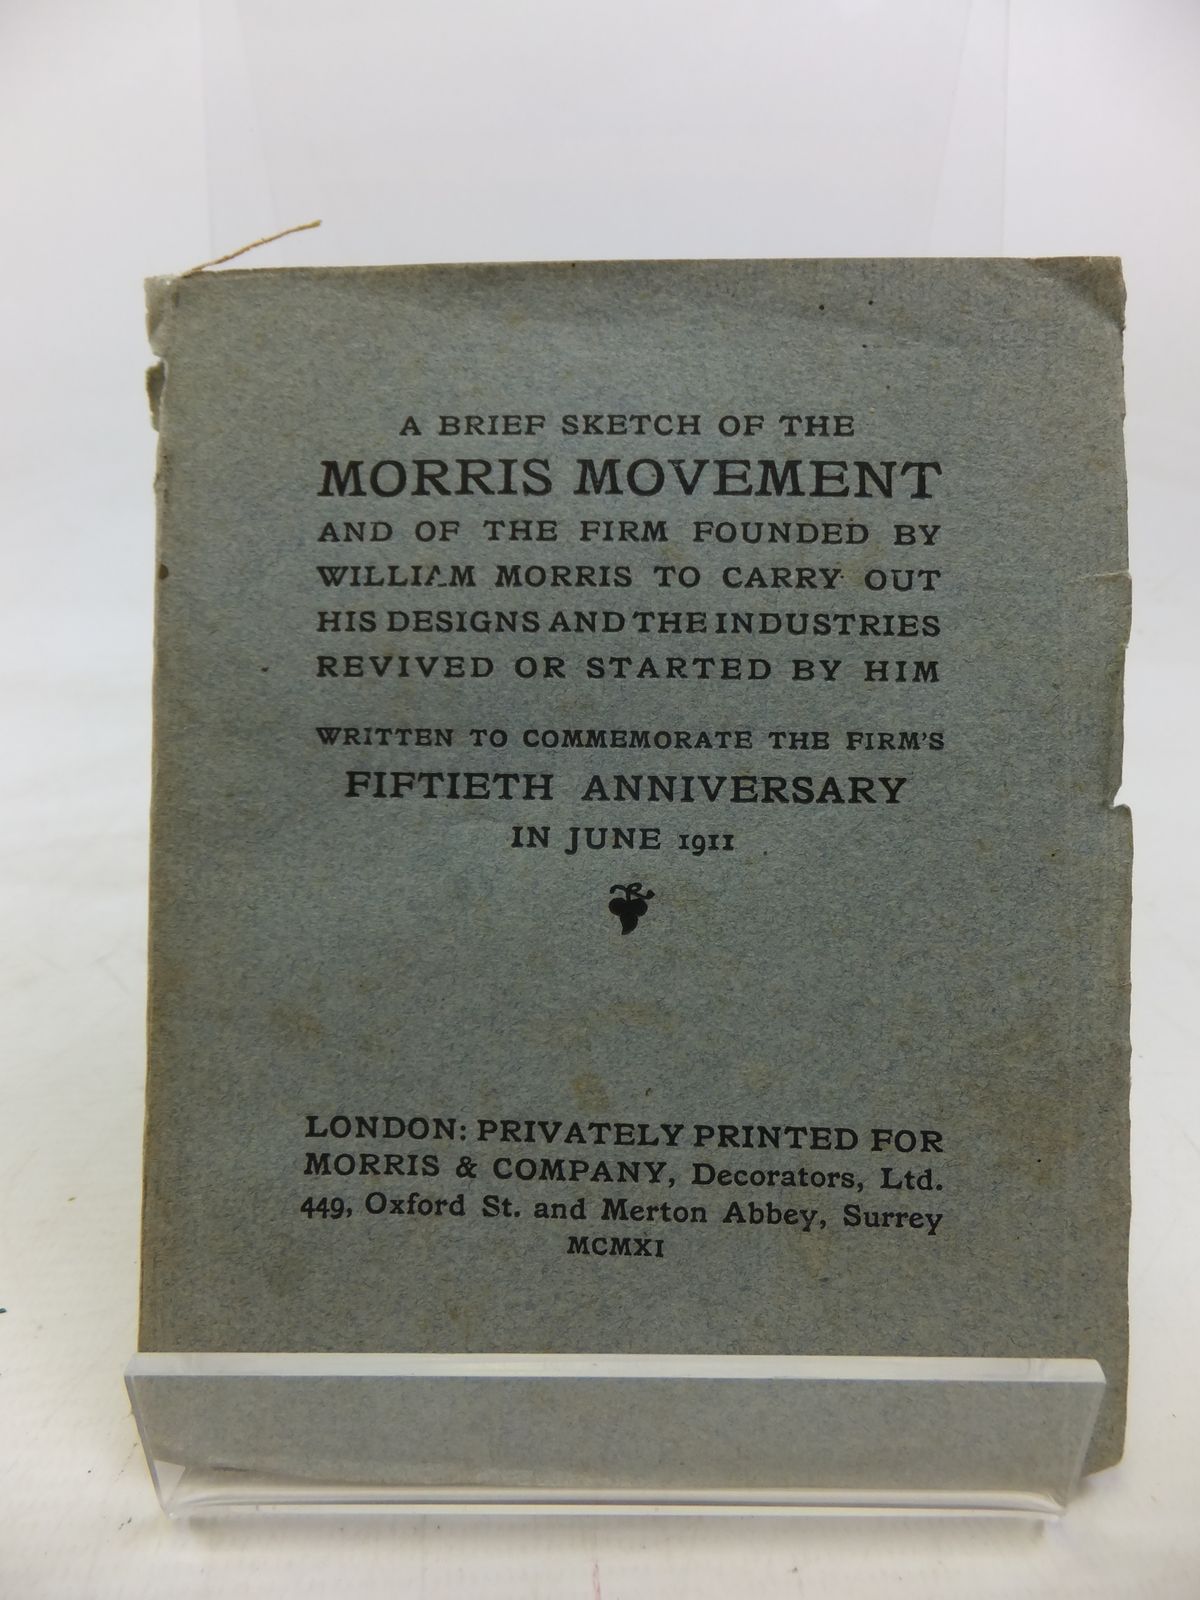 A BRIEF SKETCH OF THE
MORRIS MOVEMENT
AND OF THE FIRM FOUNDED BY
WILLIAM MORRIS TO CARRY OUT
HIS DESIGNS AND THE INDUSTRIES
REVIVED OR STARTED BY HIM
WRITTEN TO COMMEMORATE THE FIRM'S
FIFTIETH ANNIVERSARY
IN JUNE 1911
LONDON: PRIVATELY PRINTED FOR
MORRIS & COMPANY, Decorators, Ltd.
449, Oxford St. and Merton Abbey, Surrey
MCMXI